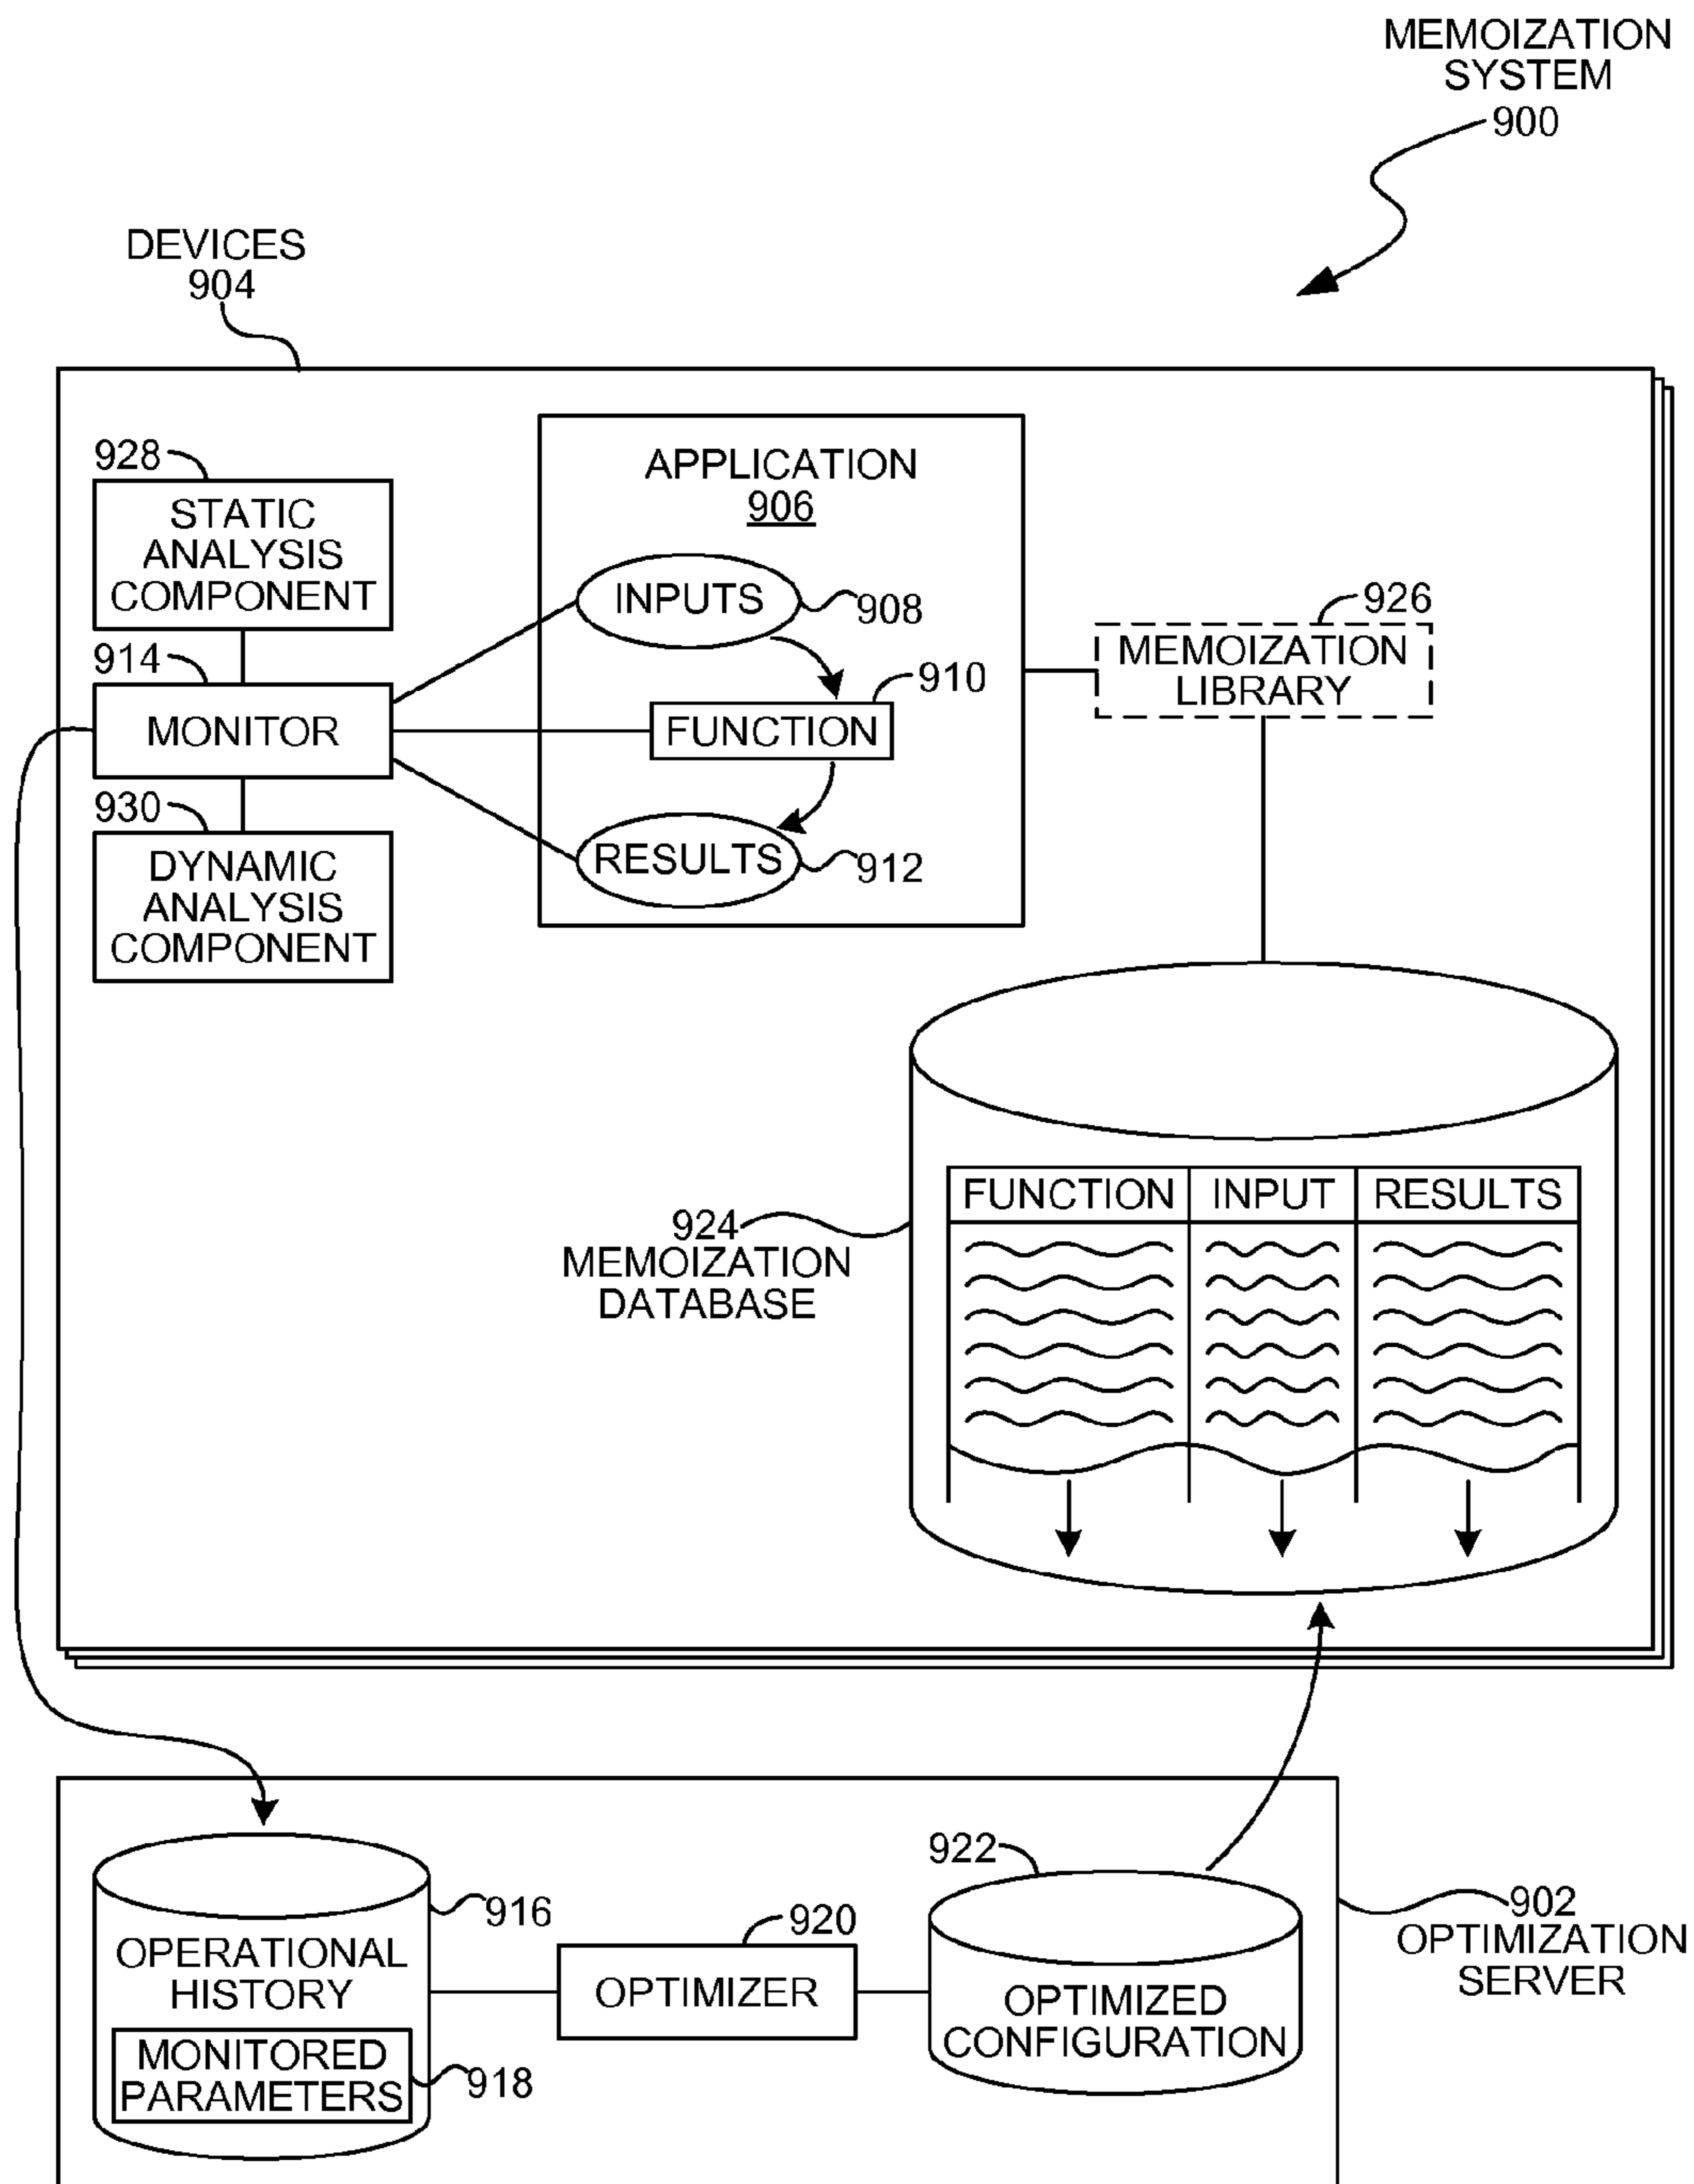 MEMOIZATION
SYSTEM
900
DEVICES
904
928
STATIC
ANALYSIS
COMPONENT
914
MONITOR
930
DYNAMIC
ANALYSIS
COMPONENT
APPLICATION
906
INPUTS
908
910
FUNCTION
RESULTS
912
926
MEMOIZATION
LIBRARY
924
MEMOIZATION
DATABASE
FUNCTION INPUT RESULTS
916
OPERATIONAL
HISTORY
MONITORED
PARAMETERS
918
920
OPTIMIZER
922
OPTIMIZED
CONFIGURATION
902
OPTIMIZATION
SERVER